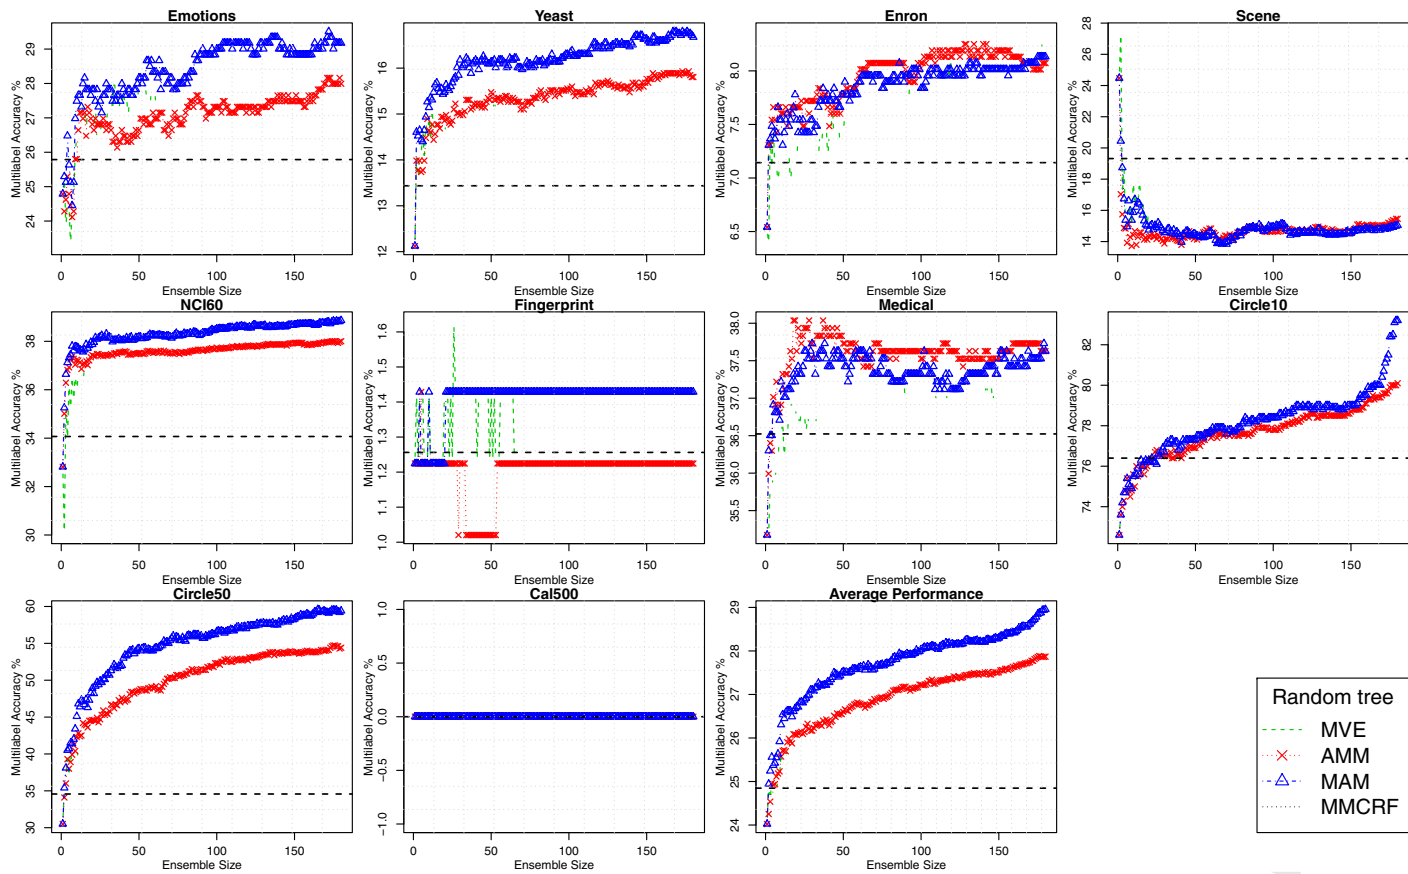 Emotions
Multilabel Accuracy %
24 25 26 27 28 29
0 50 100 150
Ensemble Size
Yeast
Multilabel Accuracy %
12 13 14 15 16
0 50 100 150
Ensemble Size
Enron
Multilabel Accuracy %
6.5 7.0 7.5 8.0
0 50 100 150
Ensemble Size
Scene
Multilabel Accuracy %
14 16 18 20 22 24 26 28
0 50 100 150
Ensemble Size
NCI60
Multilabel Accuracy %
30 32 34 36 38
0 50 100 150
Ensemble Size
Fingerprint
Multilabel Accuracy %
1.0 1.1 1.2 1.3 1.4 1.5 1.6
0 50 100 150
Ensemble Size
Medical
Multilabel Accuracy %
35.5 36.0 36.5 37.0 37.5 38.0
0 50 100 150
Ensemble Size
Circle10
Multilabel Accuracy %
74 76 78 80 82
0 50 100 150
Ensemble Size
Circle50
Multilabel Accuracy %
30 35 40 45 50 55 60
0 50 100 150
Ensemble Size
Cal500
Multilabel Accuracy %
−1.0 −0.5 0.0 0.5 1.0
0 50 100 150
Ensemble Size
Average Performance
Multilabel Accuracy %
24 25 26 27 28 29
0 50 100 150
Ensemble Size
Random tree
MVE
AMM
MAM
MMCRF